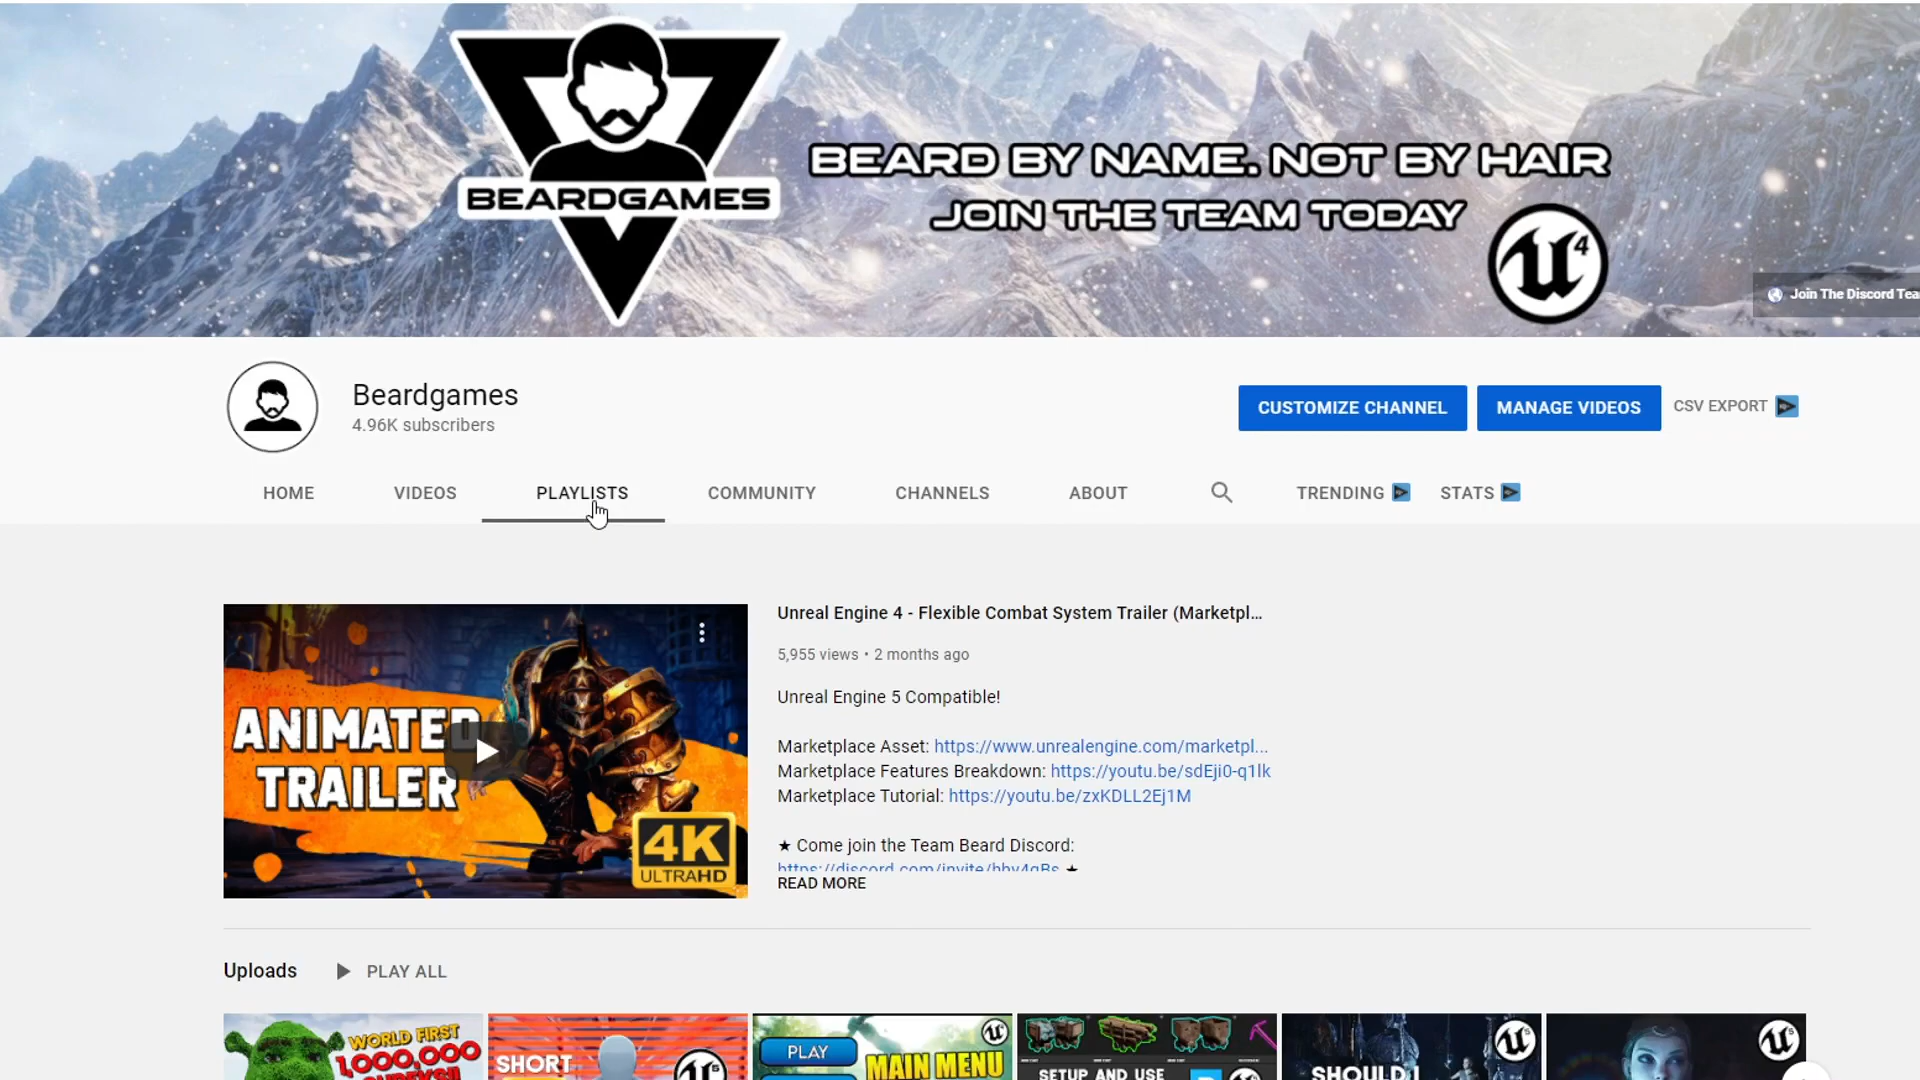 BEARDGAMES
BEARD BY NAME. NOT BY HAIR
JOIN THE TEAM TODAY
4
Join The Discord Tea
Beardgames
4.96K subscribers
CUSTOMIZE CHANNEL
MANAGE VIDEOS
CSV EXPORT
HOME
VIDEOS
PLAYLISTS
COMMUNITY
CHANNELS
ABOUT
TRENDING
STATS
ANIMATED
TRAILER
4K
ULTRAHD
Unreal Engine 4 - Flexible Combat System Trailer (Marketpl...
5,955 views • 2 months ago
Unreal Engine 5 Compatible!
Marketplace Asset: https://www.unrealengine.com/marketpl...
Marketplace Features Breakdown: https://youtu.be/sdEji0-q1lk
Marketplace Tutorial: https://youtu.be/zxKDLL2Ej1M
★ Come join the Team Beard Discord:
READ MORE
Uploads
PLAY ALL
WORLD FIRST
1,000,000
SHORT
PLAY
MAIN MENU
SETUP AND USE
SHOULD I